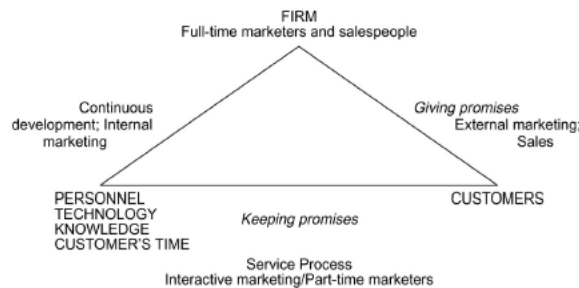 FIRM
Full-time marketers and salespeople
Continuous
development; Internal
marketing
Giving promises
External marketing;
Sales
PERSONNEL
TECHNOLOGY
KNOWLEDGE
CUSTOMER'S TIME
CUSTOMERS
Keeping promises
Service Process
Interactive marketing/Part-time marketers